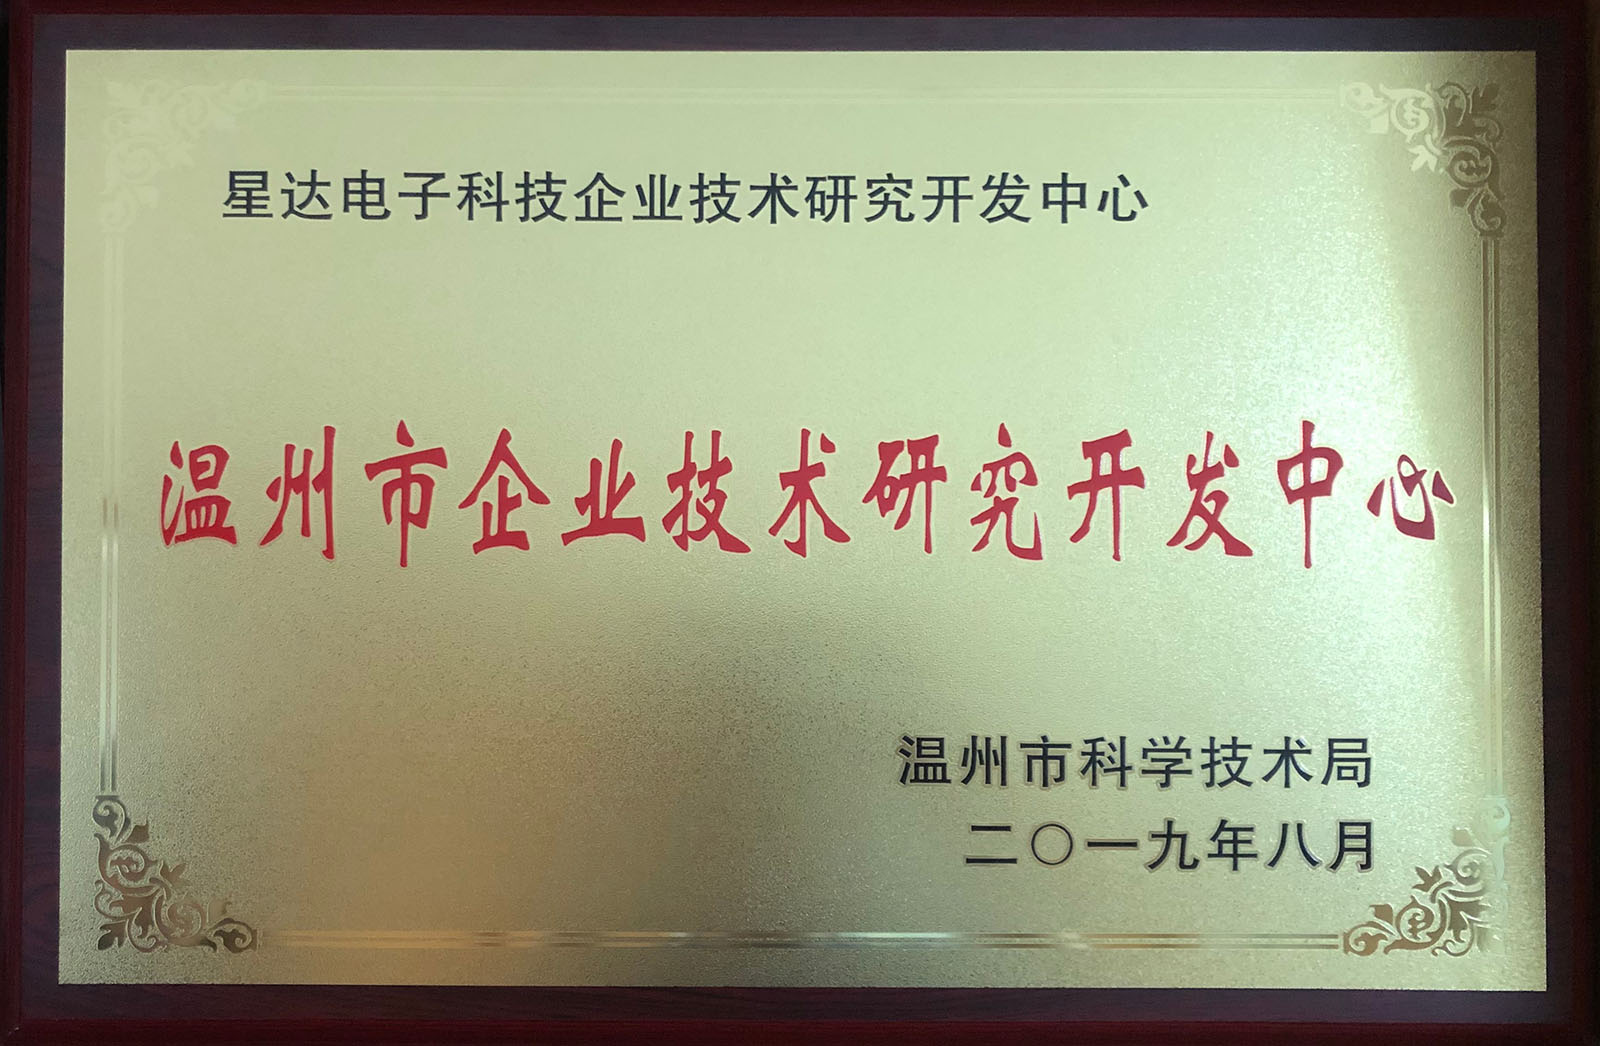 星达电子科技企业技术研究开发中心
温州市企业技术研究开发中心
温州市科学技术局
二〇一九年八月